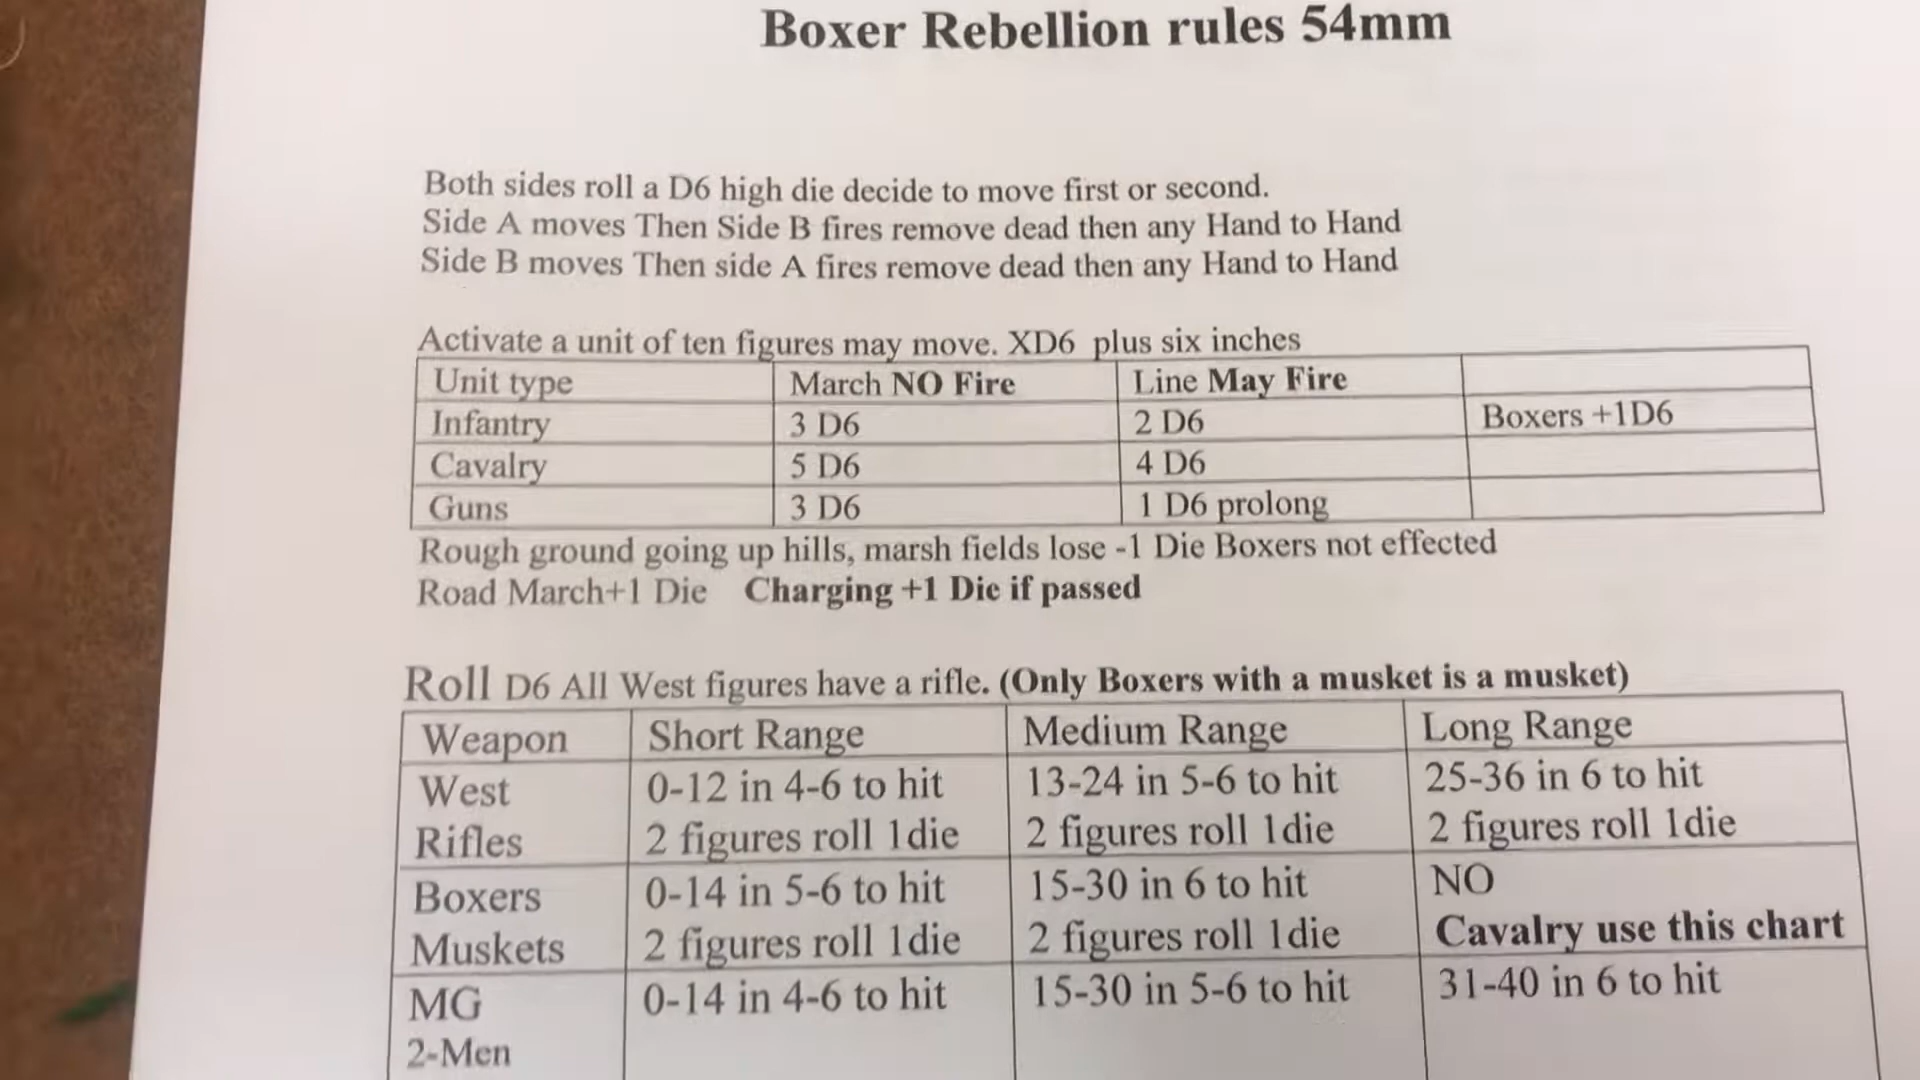 Boxer Rebellion rules 54mm
Both sides roll a D6 high die decide to move first or second.
Side A moves Then Side B fires remove dead then any Hand to Hand
Side B moves Then side A fires remove dead then any Hand to Hand
Activate a unit of ten figures may move. XD6 plus six inches
Unit type March NO Fire Line May Fire
Infantry 3 D6 2 D6 Boxers +1D6
Cavalry 5 D6 4 D6
Guns 3 D6 1 D6 prolong
Rough ground going up hills, marsh fields lose -1 Die Boxers not effected
Road March+1 Die Charging +1 Die if passed
Roll D6 All West figures have a rifle. (Only Boxers with a musket is a musket)
Weapon Short Range Medium Range Long Range
West 0-12 in 4-6 to hit 13-24 in 5-6 to hit 25-36 in 6 to hit
Rifles 2 figures roll 1die 2 figures roll 1die 2 figures roll 1die
Boxers 0-14 in 5-6 to hit 15-30 in 6 to hit NO
Muskets 2 figures roll 1die 2 figures roll 1die Cavalry use this chart
MG 0-14 in 4-6 to hit 15-30 in 5-6 to hit 31-40 in 6 to hit
2-Men